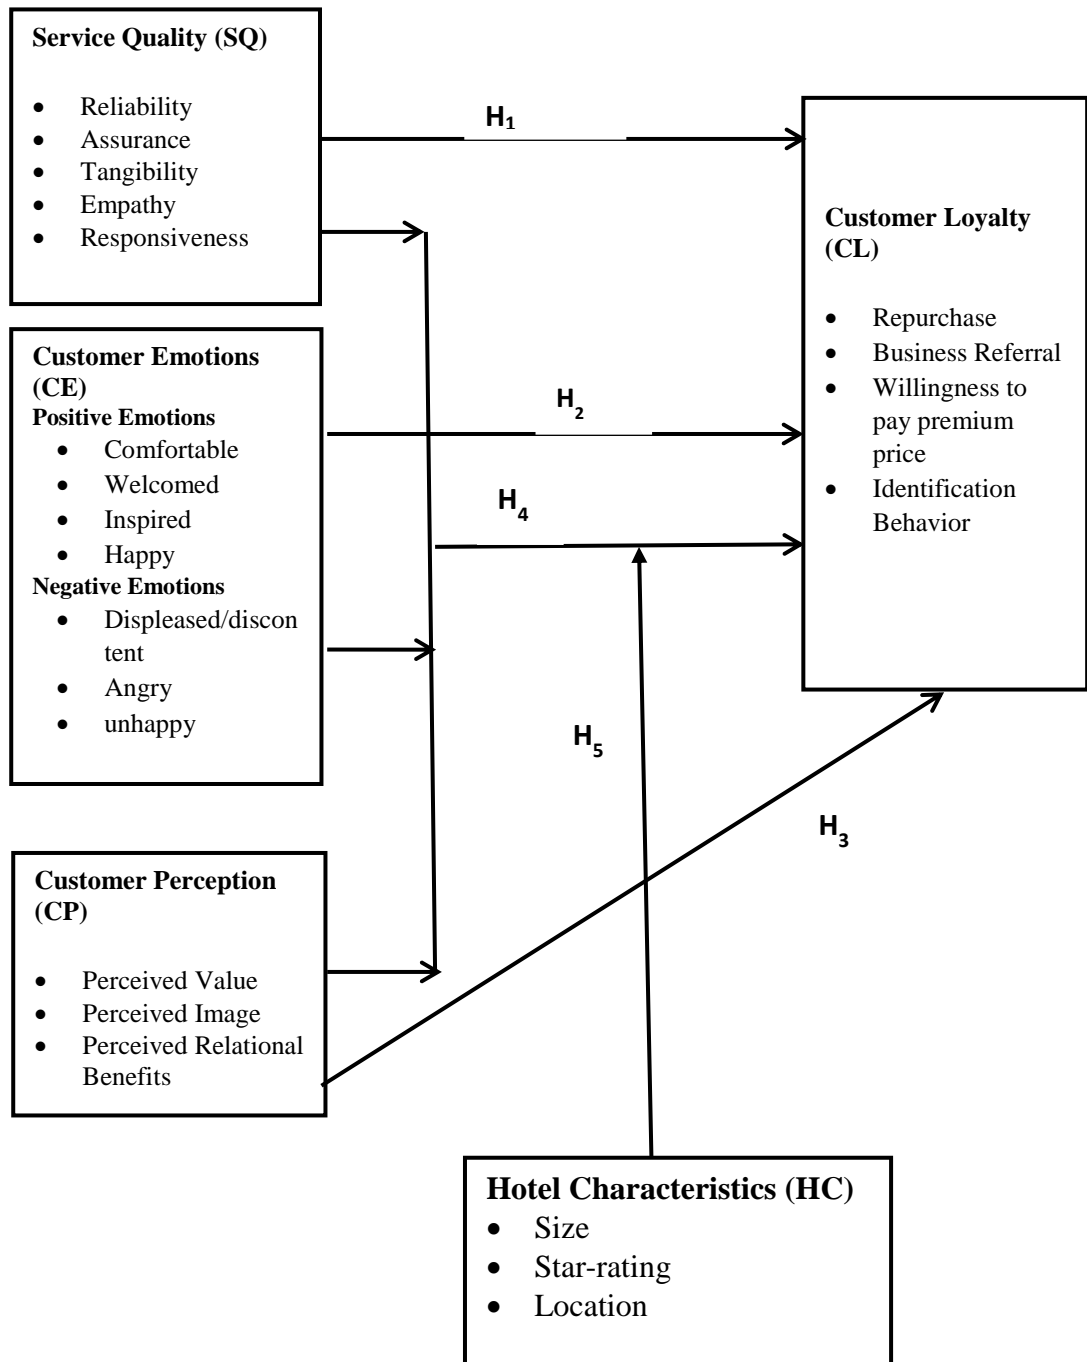 Service Quality (SQ)
• Reliability
• Assurance
• Tangibility
• Empathy
• Responsiveness
H₁
Customer Loyalty
(CL)
• Repurchase
• Business Referral
• Willingness to
pay premium
price
• Identification
Behavior
Customer Emotions
(CE)
Positive Emotions
• Comfortable
• Welcomed
• Inspired
• Happy
Negative Emotions
• Displeased/discon
tent
• Angry
• unhappy
H₂
H₄
H₅
H₃
Customer Perception
(CP)
• Perceived Value
• Perceived Image
• Perceived Relational
Benefits
Hotel Characteristics (HC)
• Size
• Star-rating
• Location